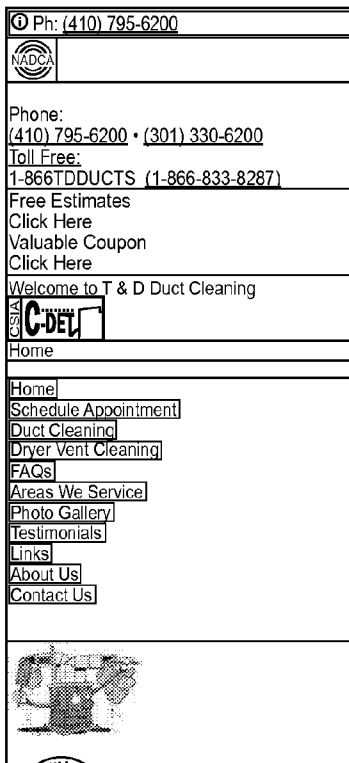 Ph: (410) 795-6200
NADCA
Phone:
(410) 795-6200 • (301) 330-6200
Toll Free:
1-866TDDUCTS (1-866-833-8287)
Free Estimates
Click Here
Valuable Coupon
Click Here
Welcome to T & D Duct Cleaning
CSIA C-DET
Home
Home
Schedule Appointment
Duct Cleaning
Dryer Vent Cleaning
FAQs
Areas We Service
Photo Gallery
Testimonials
Links
About Us
Contact Us